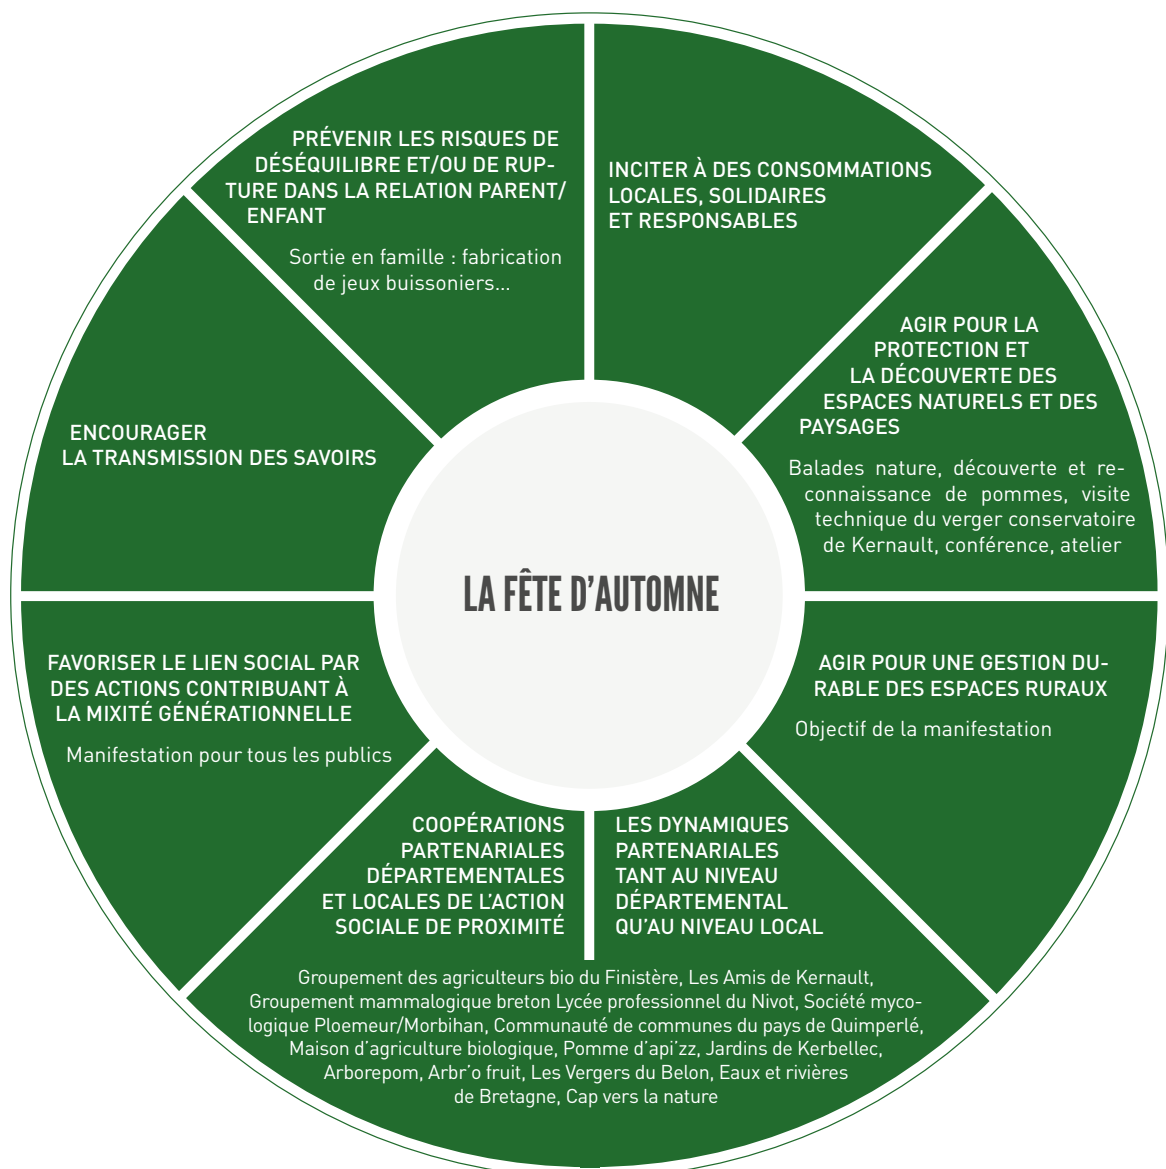 PRÉVENIR LES RISQUES DE
DÉSÉQUILIBRE ET/OU DE RUP-
TURE DANS LA RELATION PARENT/
ENFANT
Sortie en famille : fabrication
de jeux buissoniers...
INCITER À DES CONSOMMATIONS
LOCALES, SOLIDAIRES
ET RESPONSABLES
AGIR POUR LA
PROTECTION ET
LA DÉCOUVERTE DES
ESPACES NATURELS ET DES
PAYSAGES
Balades nature, découverte et re-
connaissance de pommes, visite
technique du verger conservatoire
de Kernault, conférence, atelier
ENCOURAGER
LA TRANSMISSION DES SAVOIRS
LA FÊTE D'AUTOMNE
FAVORISER LE LIEN SOCIAL PAR
DES ACTIONS CONTRIBUANT À
LA MIXITÉ GÉNÉRATIONNELLE
Manifestation pour tous les publics
AGIR POUR UNE GESTION DU-
RABLE DES ESPACES RURAUX
Objectif de la manifestation
COOPÉRATIONS
PARTENARIALES
DÉPARTEMENTALES
ET LOCALES DE L'ACTION
SOCIALE DE PROXIMITÉ
LES DYNAMIQUES
PARTENARIALES
TANT AU NIVEAU
DÉPARTEMENTAL
QU'AU NIVEAU LOCAL
Groupement des agriculteurs bio du Finistère, Les Amis de Kernault,
Groupement mammalogique breton Lycée professionnel du Nivot, Société myco-
logique Ploemeur/Morbihan, Communauté de communes du pays de Quimperlé,
Maison d'agriculture biologique, Pomme d'api'zz, Jardins de Kerbellec,
Arborepom, Arbr'o fruit, Les Vergers du Belon, Eaux et rivières
de Bretagne, Cap vers la nature